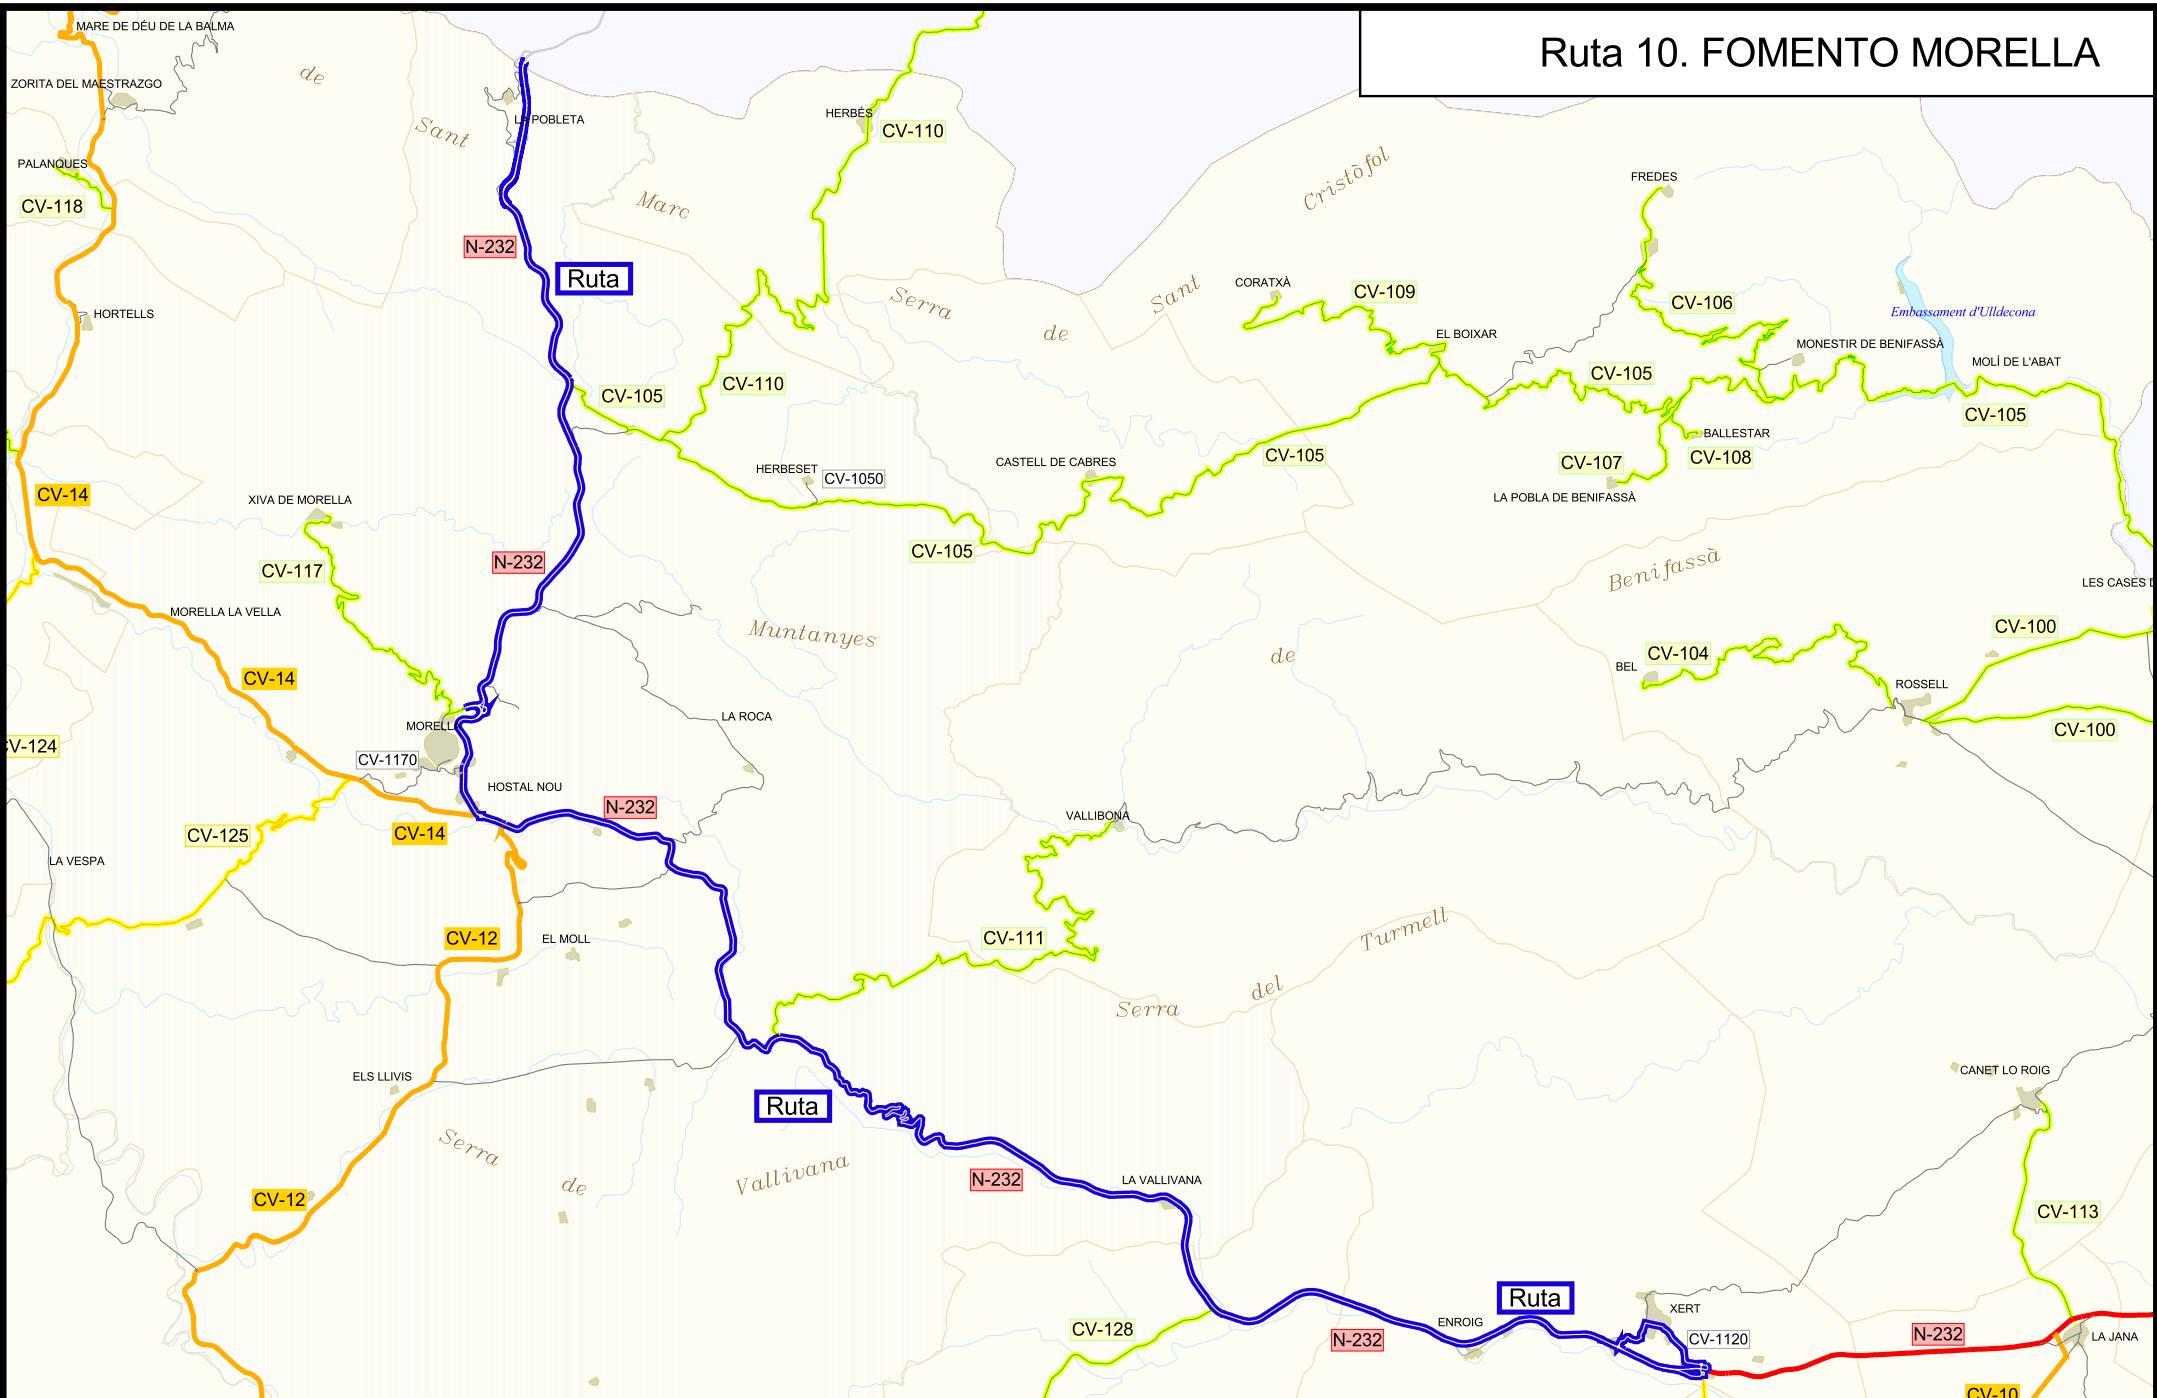 MARE DE DÉU DE LA BALMA
Ruta 10. FOMENTO MORELLA
de
ZORITA DEL MAESTRAZGO
LA POBLETA
HERBÉS
CV-110
Sant
PALANQUES
Cristòfol
FREDES
CV-118
Marc
N-232
Ruta
CORATXÀ
CV-109
Sant
Serra
de
CV-106
Embassament d'Ulldecona
HORTELLS
EL BOIXAR
MONESTIR DE BENIFASSÀ
MOLÍ DE L'ABAT
CV-105
CV-110
CV-105
CV-105
BALLESTAR
CV-105
CV-107
CV-108
CASTELL DE CABRES
HERBESET
CV-1050
LA POBLA DE BENIFASSÀ
CV-14
XIVA DE MORELLA
CV-105
N-232
CV-117
Benifassà
LES CASES D
MORELLA LA VELLA
CV-100
Muntanyes
de
CV-104
BEL
CV-14
ROSSELL
LA ROCA
MORELLA
CV-100
CV-124
CV-1170
HOSTAL NOU
N-232
CV-14
CV-125
VALLIBONA
LA VESPA
CV-12
EL MOLL
CV-111
Turmell
del
Serra
ELS LLIVIS
CANET LO ROIG
Ruta
Serra
de
Vallivana
N-232
LA VALLIVANA
CV-12
CV-113
Ruta
XERT
CV-128
ENROIG
N-232
CV-1120
N-232
LA JANA
CV-10